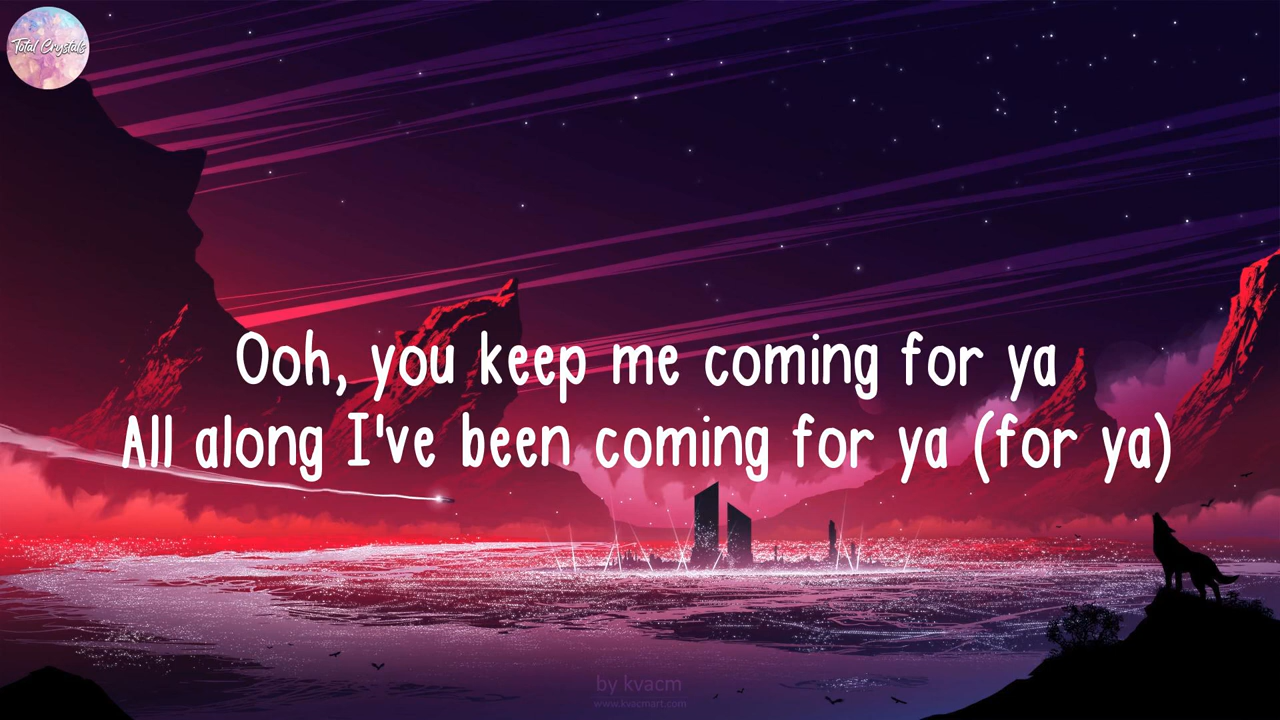 Total Crystals
Ooh, you keep me coming for ya
All along I've been coming for ya (for ya)
by kvacm
www.kvacmart.com